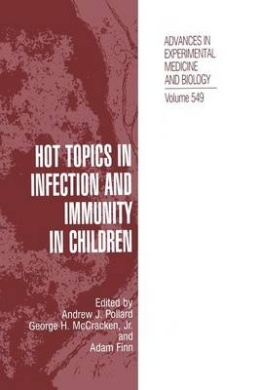 ADVANCES IN
EXPERIMENTAL
MEDICINE
AND BIOLOGY
Volume 549
HOT TOPICS IN
INFECTION AND
IMMUNITY
IN CHILDREN
Edited by
Andrew J. Pollard
George H. McCracken, Jr.
and
Adam Finn